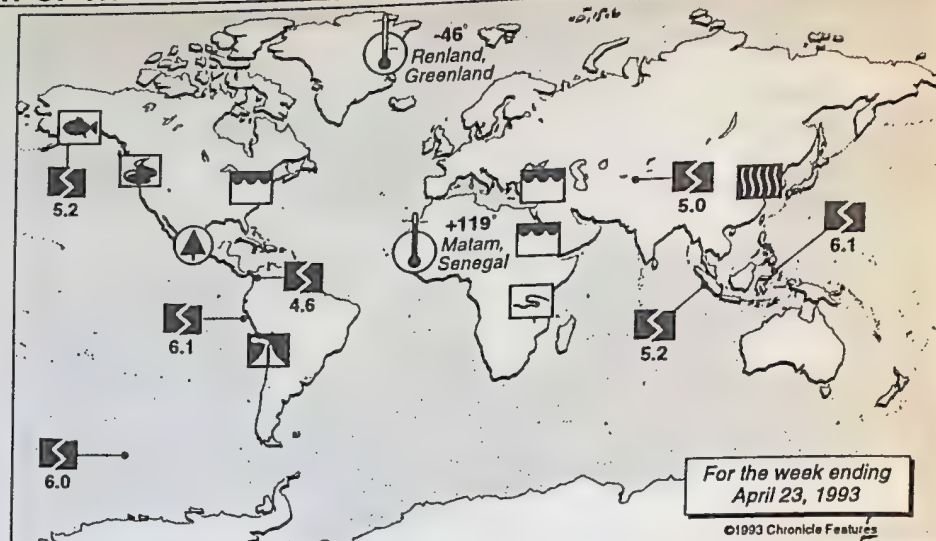 -46°
Renland,
Greenland
5.2
5.0
+119°
Matam,
Senegal
6.1
4.6
6.1
5.2
6.0
For the week ending
April 23, 1993
©1993 Chronicle Features